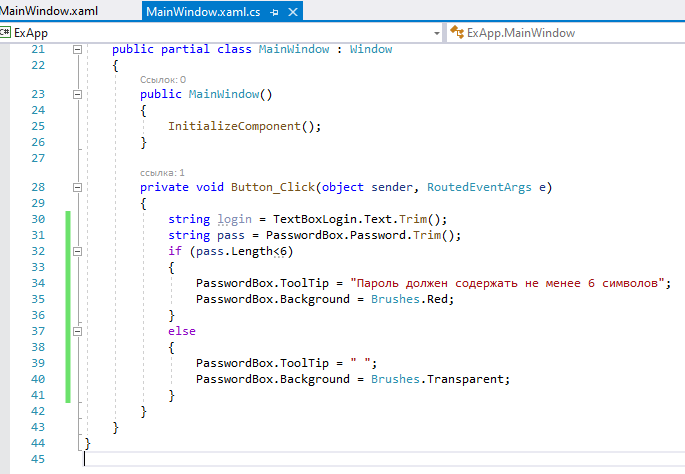 MainWindow.xaml MainWindow.xaml.cs
C# ExApp ExApp.MainWindow
21 public partial class MainWindow : Window
22 {
Ссылок: 0
23 public MainWindow()
24 {
25 InitializeComponent();
26 }
27
ссылка: 1
28 private void Button_Click(object sender, RoutedEventArgs e)
29 {
30 string login = TextBoxLogin.Text.Trim();
31 string pass = PasswordBox.Password.Trim();
32 if (pass.Length<6)
33 {
34 PasswordBox.ToolTip = "Пароль должен содержать не менее 6 символов";
35 PasswordBox.Background = Brushes.Red;
36 }
37 else
38 {
39 PasswordBox.ToolTip = " ";
40 PasswordBox.Background = Brushes.Transparent;
41 }
42 }
43 }
44 }
45